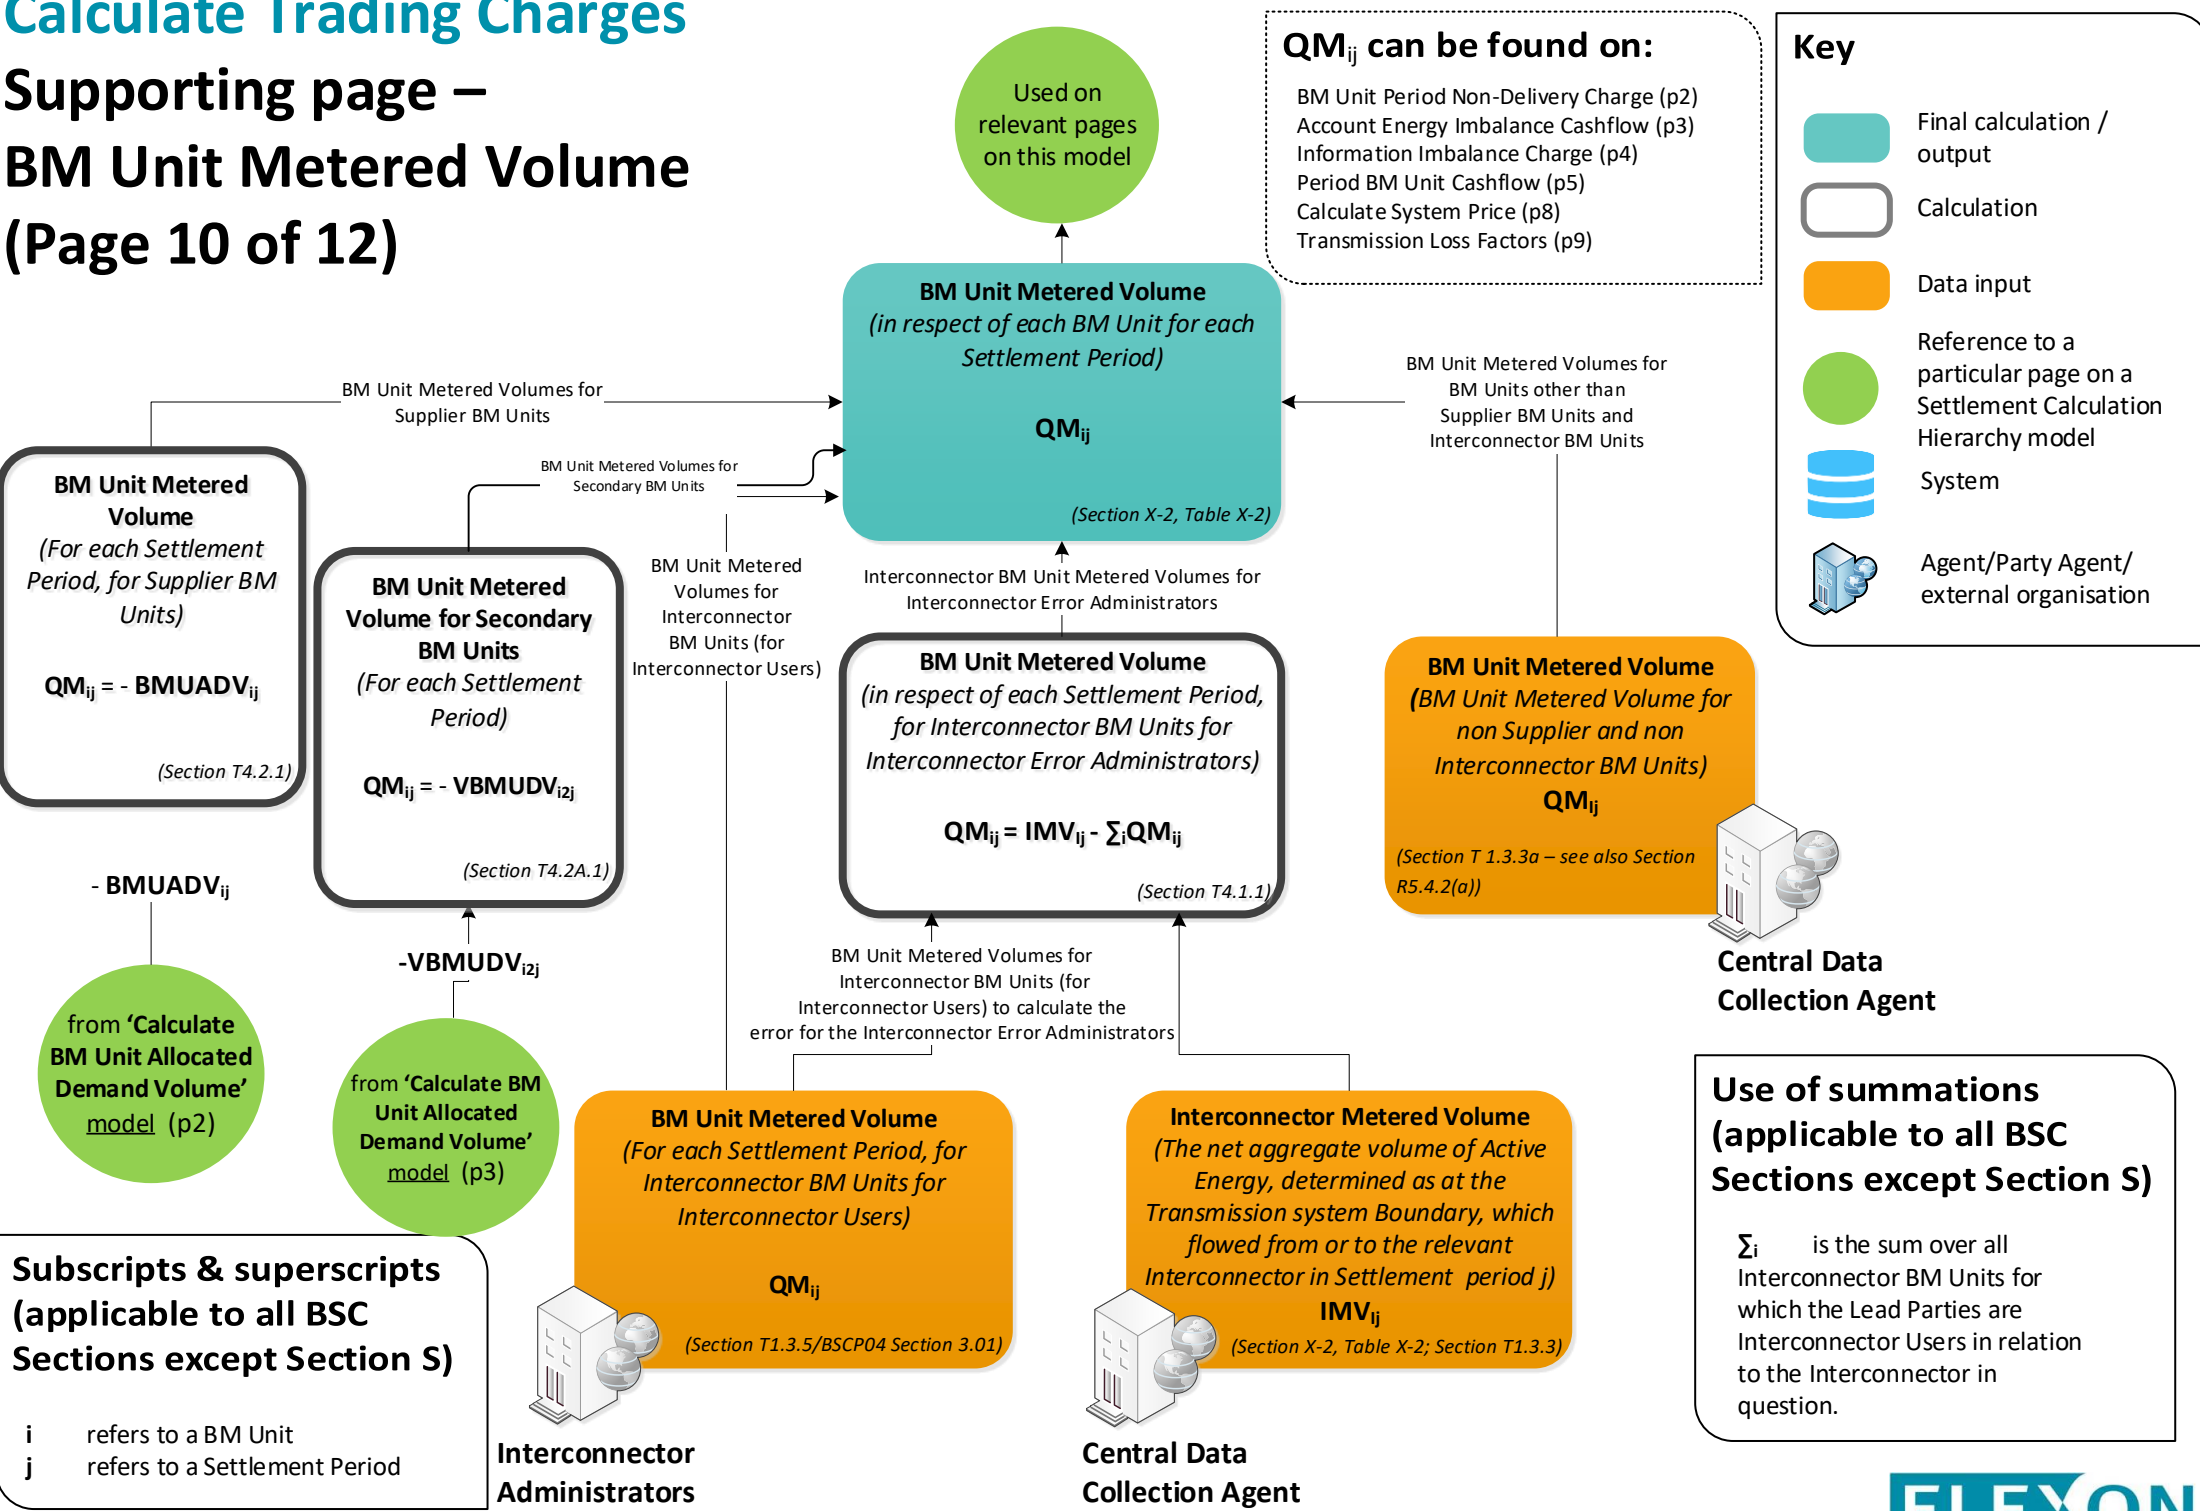 Calculate Trading Charges
Supporting page –
BM Unit Metered Volume
(Page 10 of 12)
Used on
relevant pages
on this model
QMij can be found on:
BM Unit Period Non-Delivery Charge (p2)
Account Energy Imbalance Cashflow (p3)
Information Imbalance Charge (p4)
Period BM Unit Cashflow (p5)
Calculate System Price (p8)
Transmission Loss Factors (p9)
Key
Final calculation /
output
Calculation
Data input
Reference to a
particular page on a
Settlement Calculation
Hierarchy model
System
Agent/Party Agent/
external organisation
BM Unit Metered Volume
(in respect of each BM Unit for each
Settlement Period)
QMij
(Section X-2, Table X-2)
BM Unit Metered Volumes for
Supplier BM Units
BM Unit Metered Volumes for
Secondary BM Units
BM Unit Metered
Volumes for
Interconnector
BM Units (for
Interconnector Users)
Interconnector BM Unit Metered Volumes for
Interconnector Error Administrators
BM Unit Metered Volumes for
BM Units other than
Supplier BM Units and
Interconnector BM Units
BM Unit Metered
Volume
(For each Settlement
Period, for Supplier BM
Units)
QMij = - BMUADVij
(Section T4.2.1)
BM Unit Metered
Volume for Secondary
BM Units
(For each Settlement
Period)
QMij = - VBMUDVi2j
(Section T4.2A.1)
BM Unit Metered Volume
(in respect of each Settlement Period,
for Interconnector BM Units for
Interconnector Error Administrators)
QMij = IMVIj - ∑iQMij
(Section T4.1.1)
BM Unit Metered Volume
(BM Unit Metered Volume for
non Supplier and non
Interconnector BM Units)
QMIj
(Section T 1.3.3a – see also Section
R5.4.2(a))
Central Data
Collection Agent
- BMUADVij
-VBMUDVi2j
BM Unit Metered Volumes for
Interconnector BM Units (for
Interconnector Users) to calculate the
error for the Interconnector Error Administrators
from ‘Calculate
BM Unit Allocated
Demand Volume’
model (p2)
from ‘Calculate BM
Unit Allocated
Demand Volume’
model (p3)
BM Unit Metered Volume
(For each Settlement Period, for
Interconnector BM Units for
Interconnector Users)
QMij
(Section T1.3.5/BSCP04 Section 3.01)
Interconnector
Administrators
Interconnector Metered Volume
(The net aggregate volume of Active
Energy, determined as at the
Transmission system Boundary, which
flowed from or to the relevant
Interconnector in Settlement period j)
IMVIj
(Section X-2, Table X-2; Section T1.3.3)
Central Data
Collection Agent
Use of summations
(applicable to all BSC
Sections except Section S)
∑i is the sum over all
Interconnector BM Units for
which the Lead Parties are
Interconnector Users in relation
to the Interconnector in
question.
Subscripts & superscripts
(applicable to all BSC
Sections except Section S)
i refers to a BM Unit
j refers to a Settlement Period
ELEXON